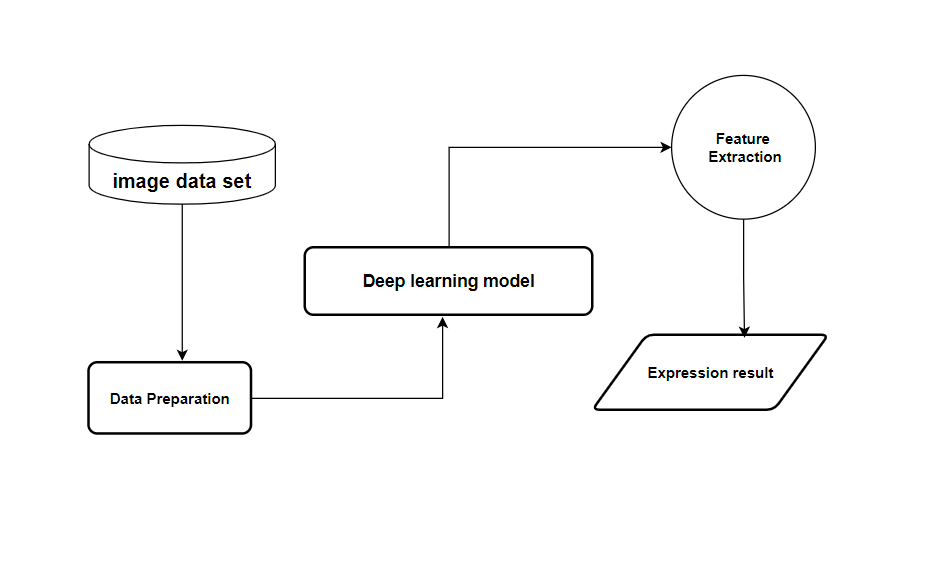 image data set
Data Preparation
Deep learning model
Feature
Extraction
Expression result